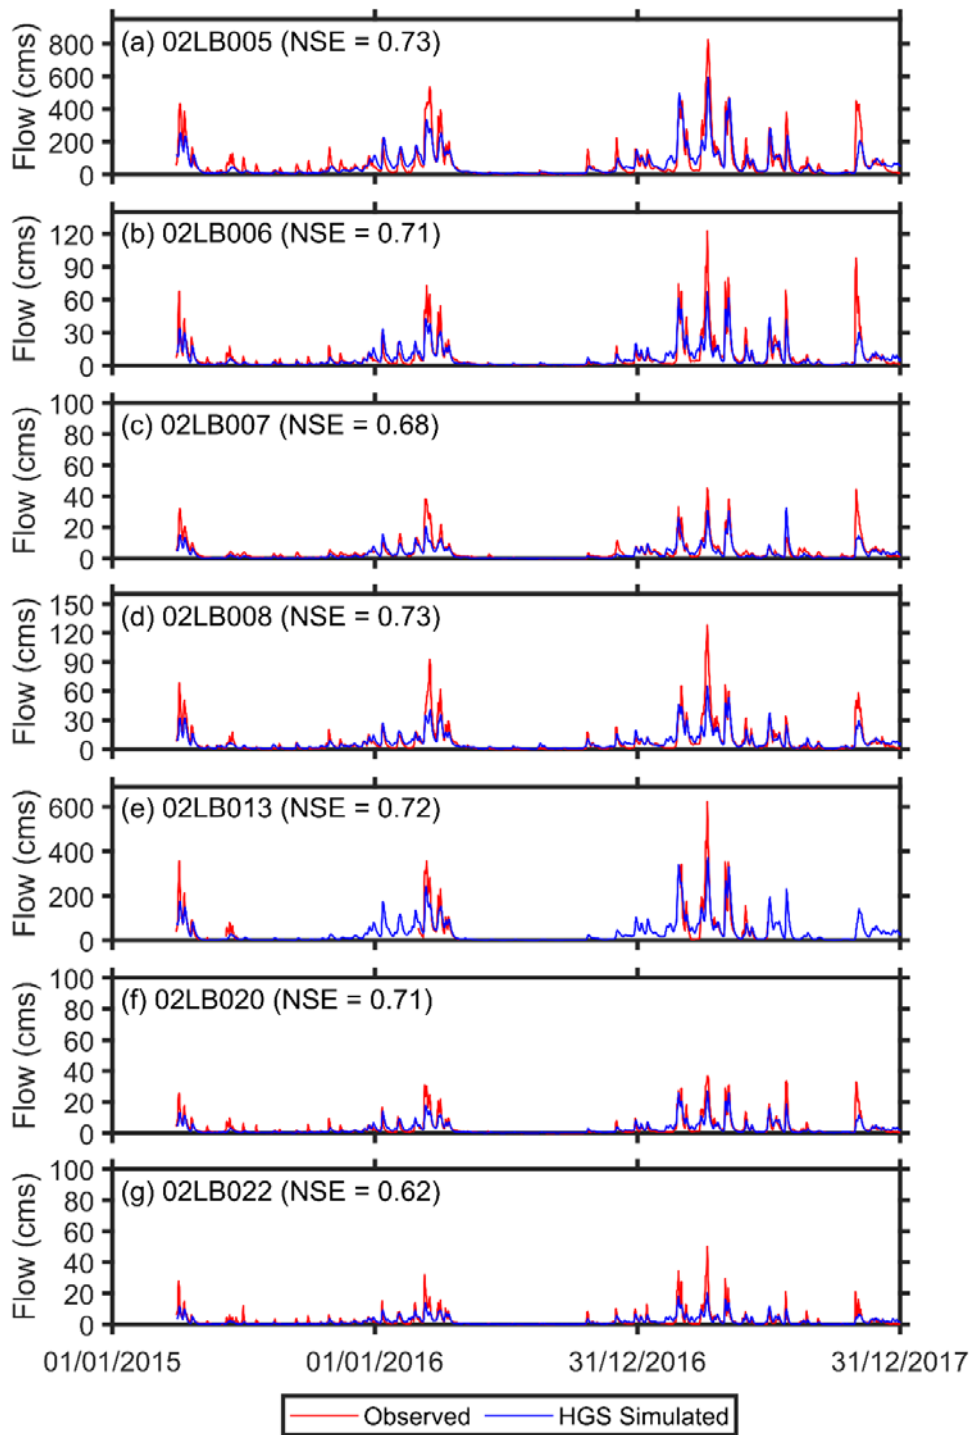 (a) 02LB005 (NSE = 0.73)
Flow (cms)
800
600
400
200
0
(b) 02LB006 (NSE = 0.71)
Flow (cms)
120
90
60
30
0
(c) 02LB007 (NSE = 0.68)
Flow (cms)
100
80
60
40
20
0
(d) 02LB008 (NSE = 0.73)
Flow (cms)
150
120
90
60
30
0
(e) 02LB013 (NSE = 0.72)
Flow (cms)
600
400
200
0
(f) 02LB020 (NSE = 0.71)
Flow (cms)
100
80
60
40
20
0
(g) 02LB022 (NSE = 0.62)
Flow (cms)
100
80
60
40
20
0
01/01/2015 01/01/2016 31/12/2016 31/12/2017
Observed HGS Simulated